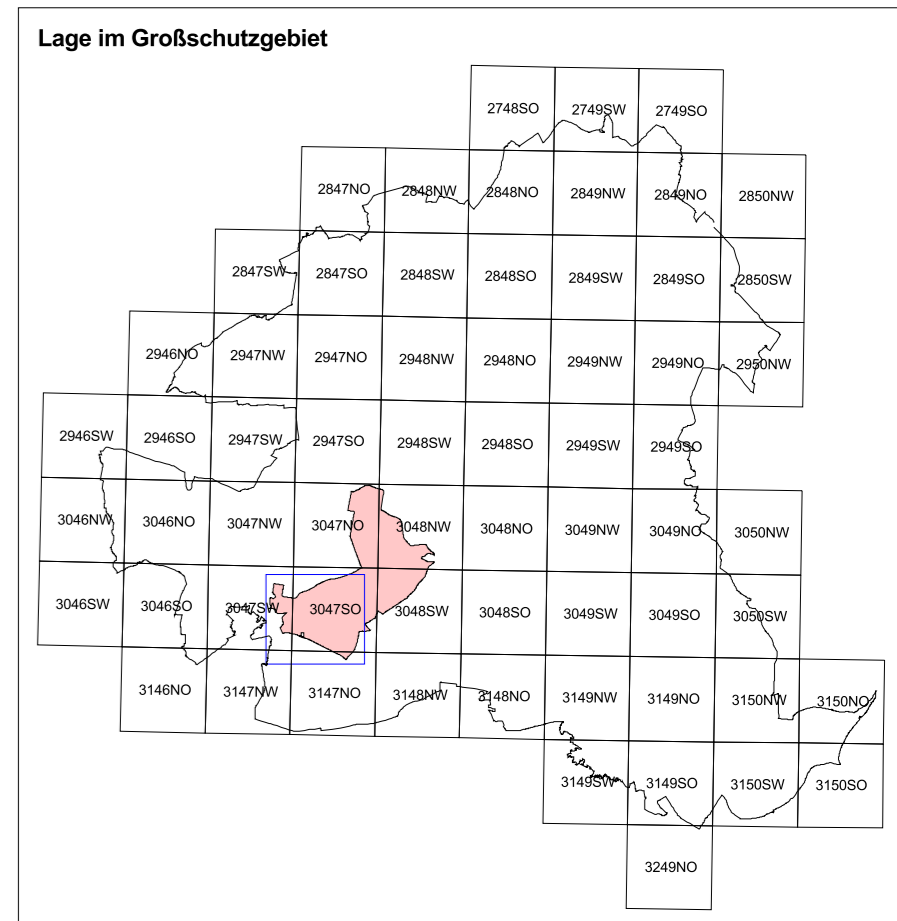 Lage im Großschutzgebiet
2748SO 2749SW 2749SO
2847NO 2848NW 2848NO 2849NW 2849NO 2850NW
2847SW 2847SO 2848SW 2848SO 2849SW 2849SO 2850SW
2946NO 2947NW 2947NO 2948NW 2948NO 2949NW 2949NO 2950NW
2946SW 2946SO 2947SW 2947SO 2948SW 2948SO 2949SW 2949SO
3046NW 3046NO 3047NW 3047NO 3048NW 3048NO 3049NW 3049NO 3050NW
3046SW 3046SO 3047SW 3047SO 3048SW 3048SO 3049SW 3049SO 3050SW
3146NO 3147NW 3147NO 3148NW 3148NO 3149NW 3149NO 3150NW 3150NO
3149SW 3149SO 3150SW 3150SO
3249NO